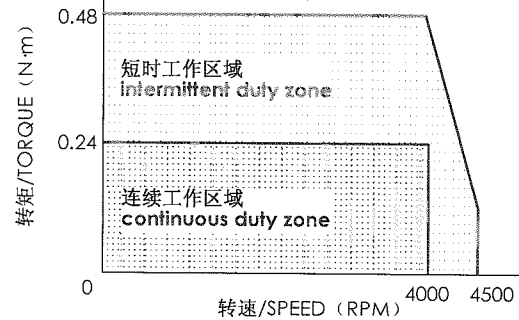 0.48
转矩/TORQUE（N·m）
短时工作区域
intermittent duty zone
0.24
连续工作区域
continuous duty zone
0
4000
4500
转速/SPEED（RPM）